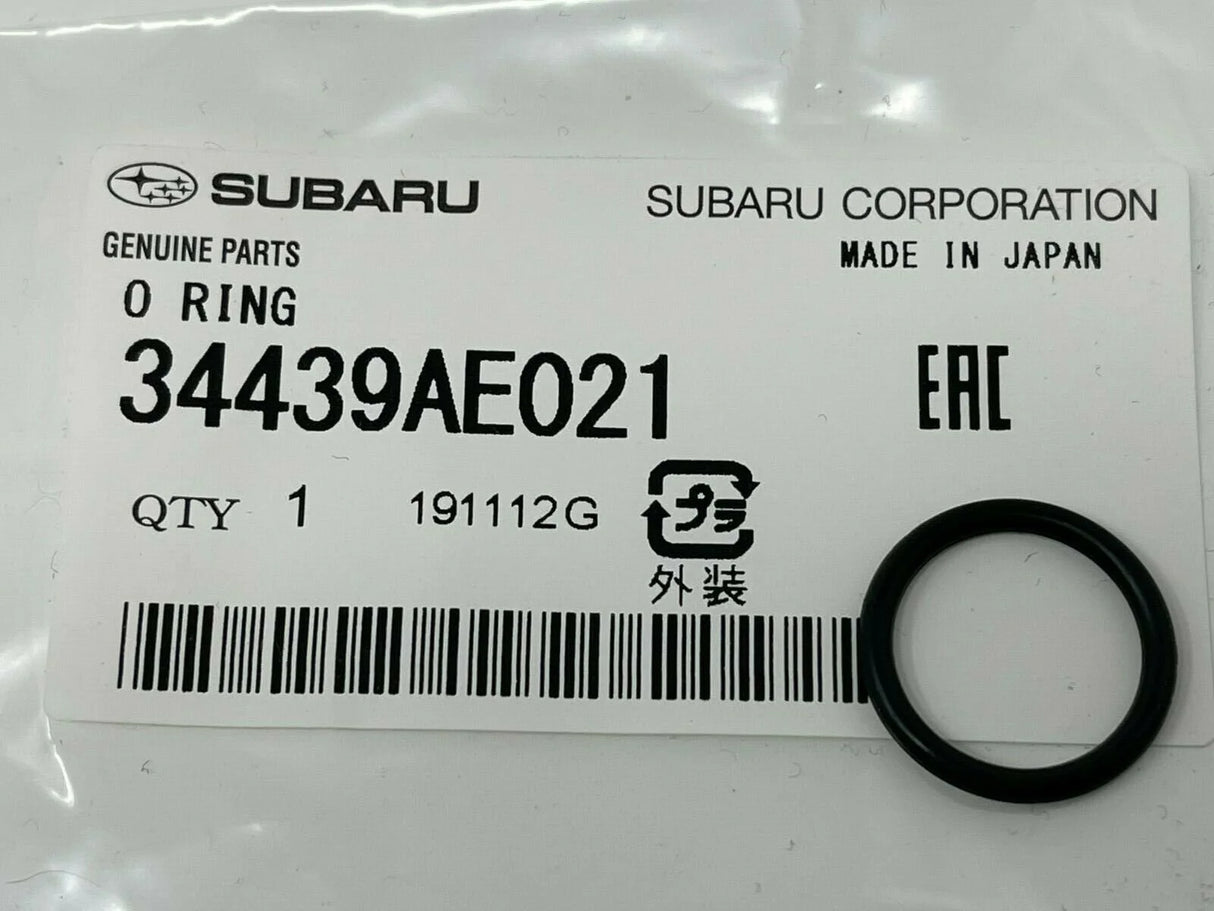 SUBARU
SUBARU CORPORATION
GENUINE PARTS
MADE IN JAPAN
O RING
34439AE021
EAC
QTY 1 191112G
プラ
外装